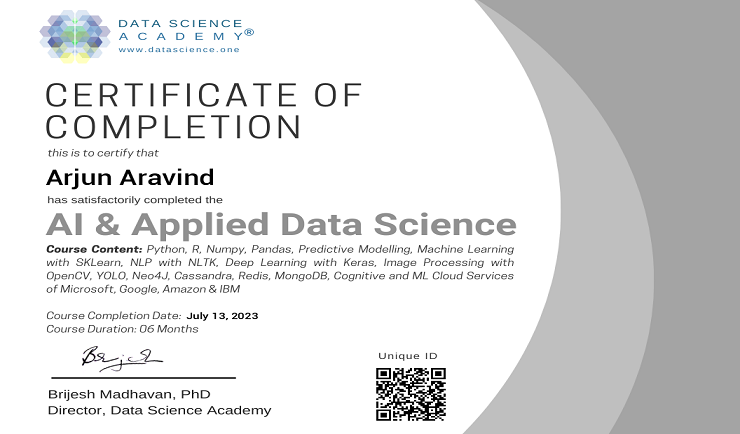 DATA SCIENCE
ACADEMY®
www.datascience.one
CERTIFICATE OF
COMPLETION
this is to certify that
Arjun Aravind
has satisfactorily completed the
AI & Applied Data Science
Course Content: Python, R, Numpy, Pandas, Predictive Modelling, Machine Learning
with SKLearn, NLP with NLTK, Deep Learning with Keras, Image Processing with
OpenCV, YOLO, Neo4J, Cassandra, Redis, MongoDB, Cognitive and ML Cloud Services
of Microsoft, Google, Amazon & IBM
Course Completion Date: July 13, 2023
Course Duration: 06 Months
Brijesh Madhavan, PhD
Director, Data Science Academy
Unique ID